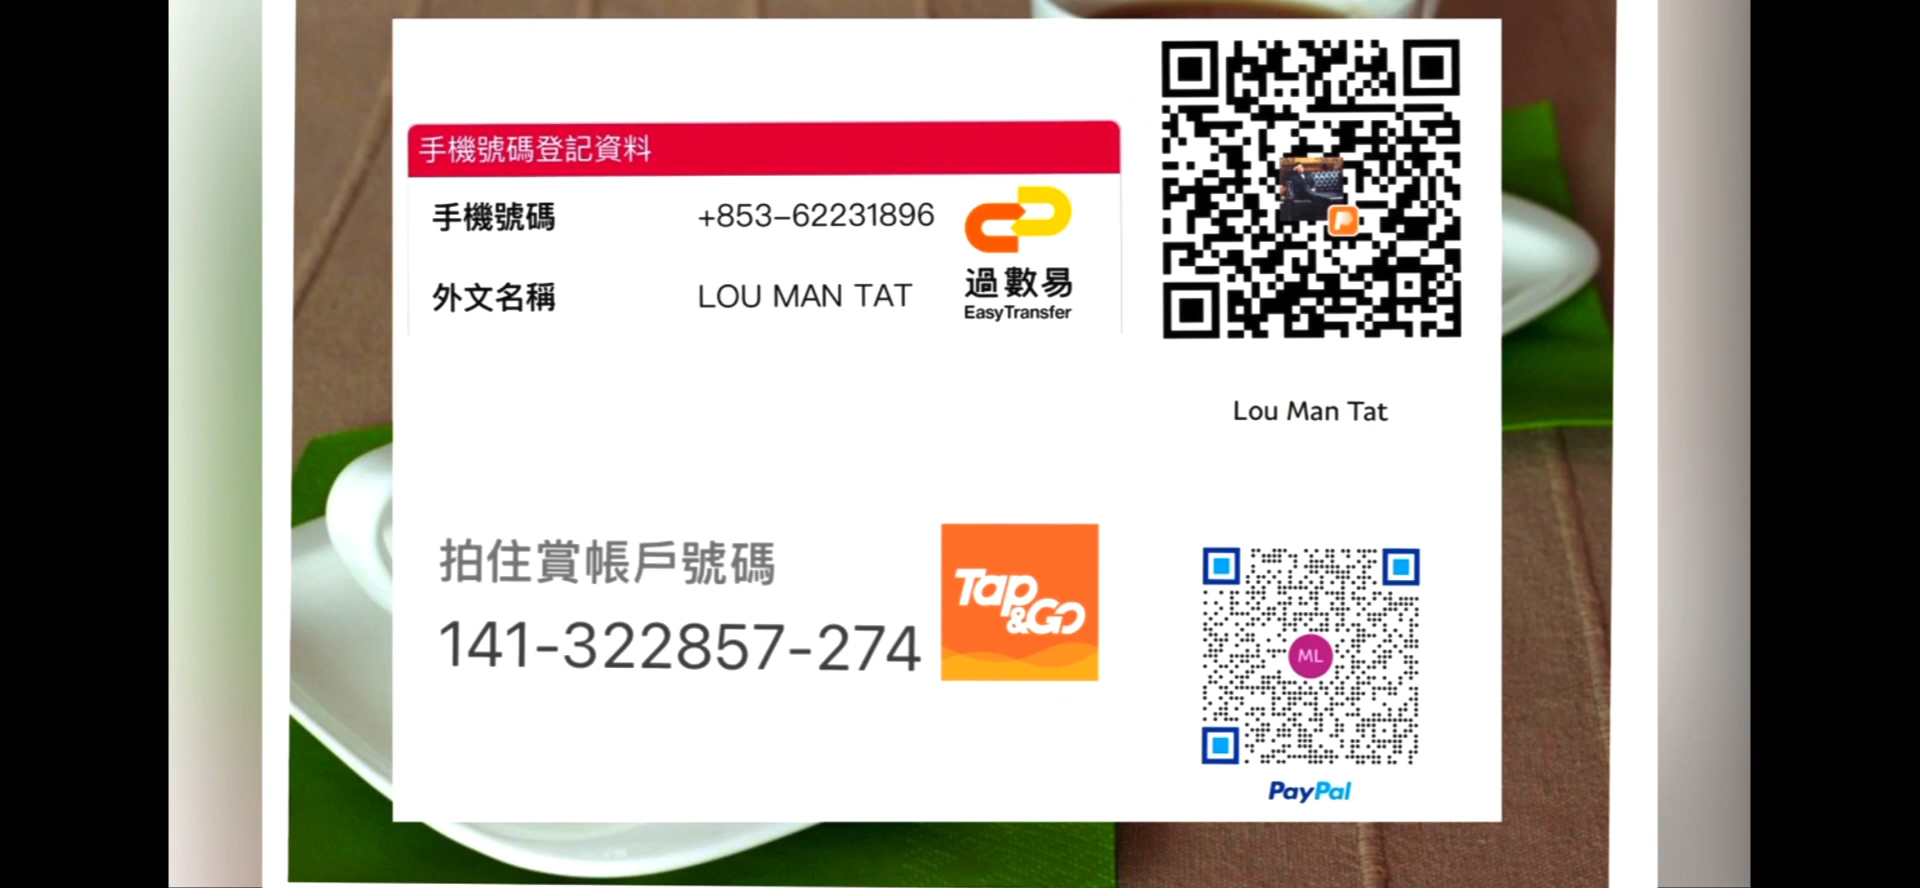 手機號碼登記資料
手機號碼 +853-62231896
外文名稱 LOU MAN TAT
過數易
EasyTransfer
P
Lou Man Tat
拍住賞帳戶號碼
141-322857-274
Tap&GO
ML
PayPal